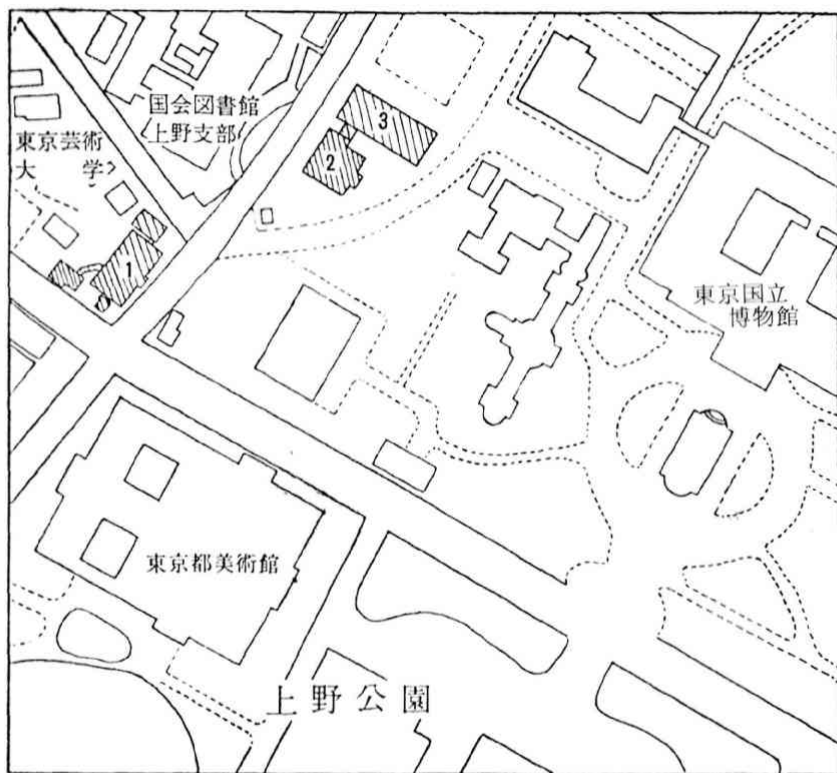 国会図書館
上野支部
東京芸術
大学
3
2
1
東京国立
博物館
東京都美術館
上野公園